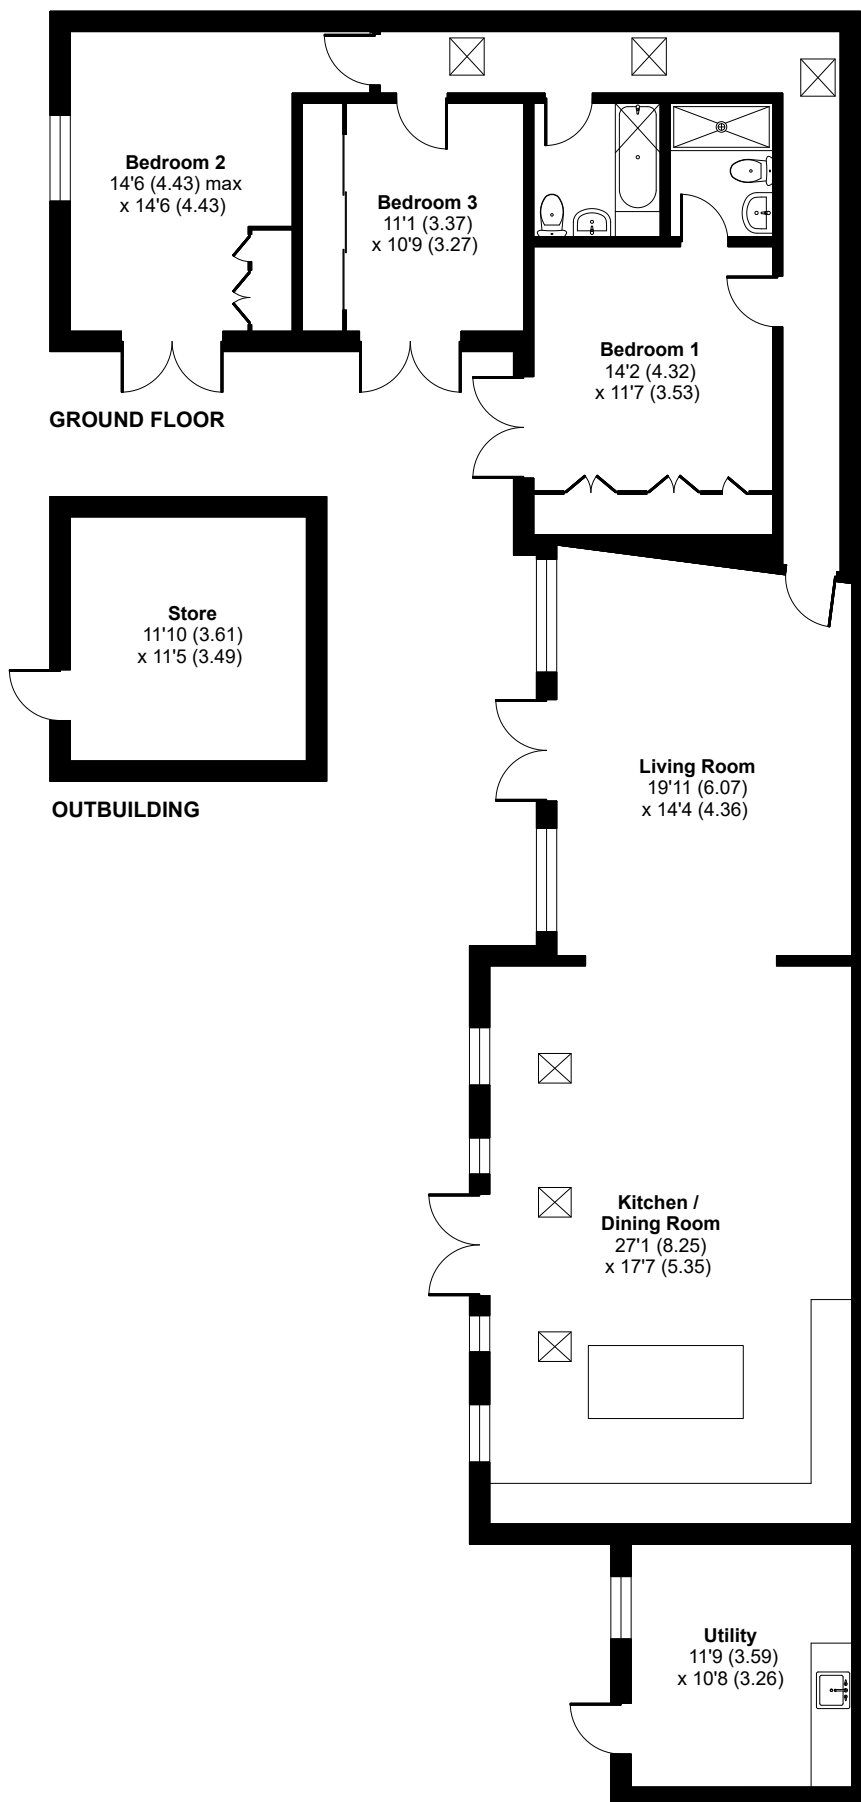 Bedroom 2
14'6 (4.43) max
x 14'6 (4.43)
Bedroom 3
11'1 (3.37)
x 10'9 (3.27)
Bedroom 1
14'2 (4.32)
x 11'7 (3.53)
GROUND FLOOR
Store
11'10 (3.61)
x 11'5 (3.49)
OUTBUILDING
Living Room
19'11 (6.07)
x 14'4 (4.36)
Kitchen /
Dining Room
27'1 (8.25)
x 17'7 (5.35)
Utility
11'9 (3.59)
x 10'8 (3.26)